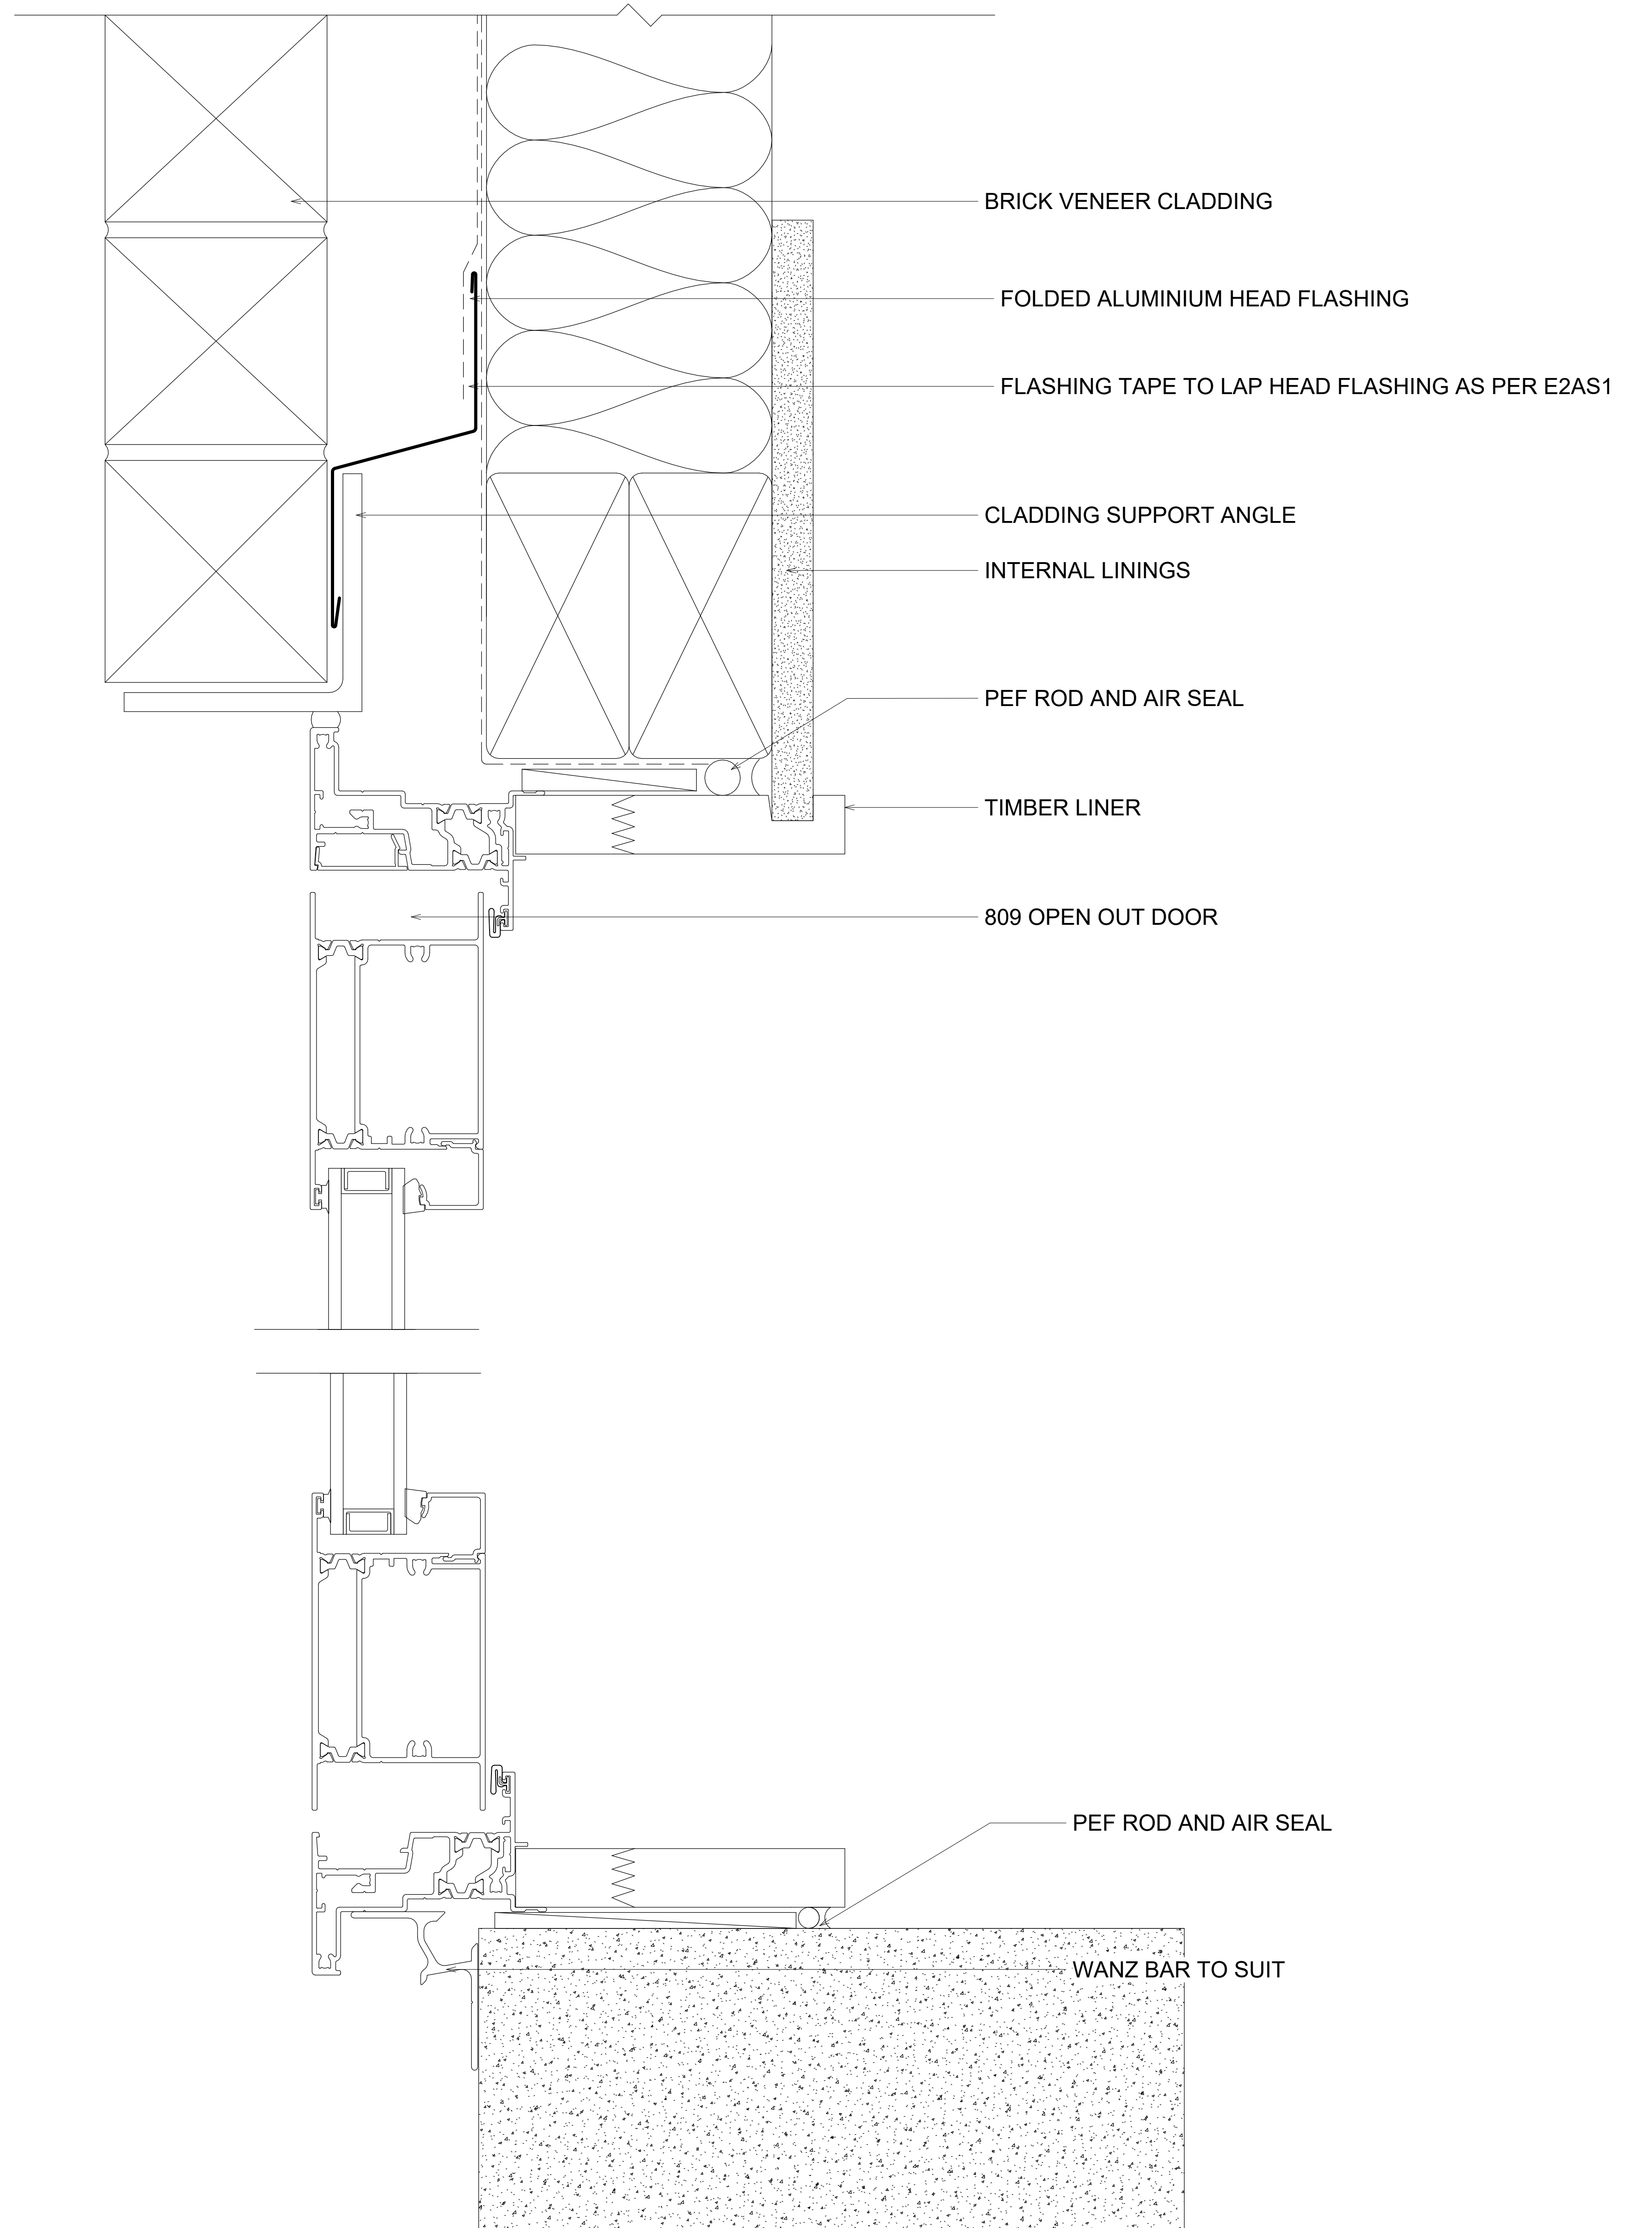 BRICK VENEER CLADDING
FOLDED ALUMINIUM HEAD FLASHING
FLASHING TAPE TO LAP HEAD FLASHING AS PER E2AS1
CLADDING SUPPORT ANGLE
INTERNAL LININGS
PEF ROD AND AIR SEAL
TIMBER LINER
809 OPEN OUT DOOR
PEF ROD AND AIR SEAL
WANZ BAR TO SUIT